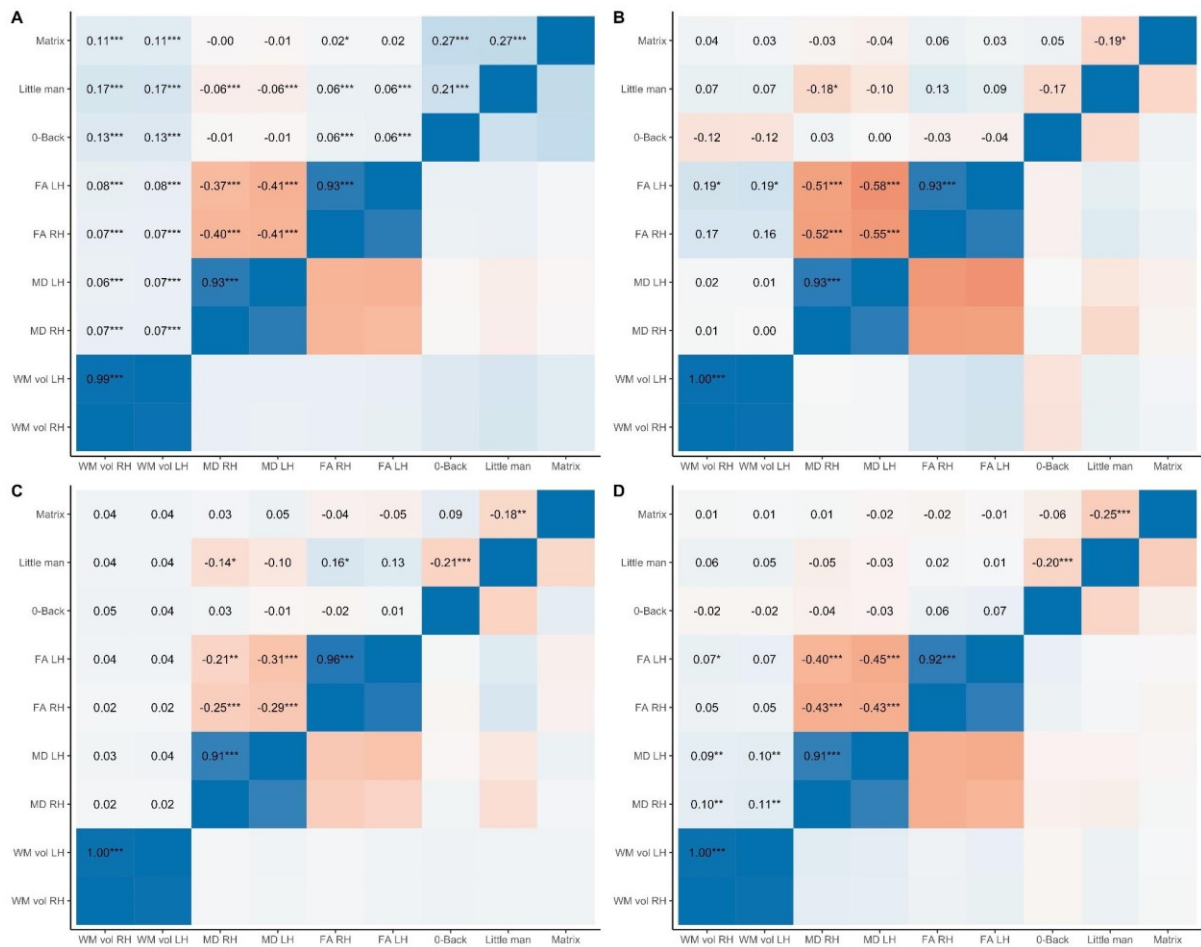 A
Matrix 0.11*** 0.11*** -0.00 -0.01 0.02* 0.02 0.27*** 0.27***
Little man 0.17*** 0.17*** -0.06*** -0.06*** 0.06*** 0.06*** 0.21***
0-Back 0.13*** 0.13*** -0.01 -0.01 0.06*** 0.06***
FA LH 0.08*** 0.08*** -0.37*** -0.41*** 0.93***
FA RH 0.07*** 0.07*** -0.40*** -0.41***
MD LH 0.06*** 0.07*** 0.93***
MD RH 0.07*** 0.07***
WM vol LH 0.99***
WM vol RH
WM vol RH WM vol LH MD RH MD LH FA RH FA LH 0-Back Little man Matrix
B
Matrix 0.04 0.03 -0.03 -0.04 0.06 0.03 0.05 -0.19*
Little man 0.07 0.07 -0.18* -0.10 0.13 0.09 -0.17
0-Back -0.12 -0.12 0.03 0.00 -0.03 -0.04
FA LH 0.19* 0.19* -0.51*** -0.58*** 0.93***
FA RH 0.17 0.16 -0.52*** -0.55***
MD LH 0.02 0.01 0.93***
MD RH 0.01 0.00
WM vol LH 1.00***
WM vol RH
WM vol RH WM vol LH MD RH MD LH FA RH FA LH 0-Back Little man Matrix
C
Matrix 0.04 0.04 0.03 0.05 -0.04 -0.05 0.09 -0.18**
Little man 0.04 0.04 -0.14* -0.10 0.16* 0.13 -0.21***
0-Back 0.05 0.04 0.03 -0.01 -0.02 0.01
FA LH 0.04 0.04 -0.21** -0.31*** 0.96***
FA RH 0.02 0.02 -0.25*** -0.29***
MD LH 0.03 0.04 0.91***
MD RH 0.02 0.02
WM vol LH 1.00***
WM vol RH
WM vol RH WM vol LH MD RH MD LH FA RH FA LH 0-Back Little man Matrix
D
Matrix 0.01 0.01 0.01 -0.02 -0.02 -0.01 -0.06 -0.25***
Little man 0.06 0.05 -0.05 -0.03 0.02 0.01 -0.20***
0-Back -0.02 -0.02 -0.04 -0.03 0.06 0.07
FA LH 0.07* 0.07 -0.40*** -0.45*** 0.92***
FA RH 0.05 0.05 -0.43*** -0.43***
MD LH 0.09** 0.10** 0.91***
MD RH 0.10** 0.11**
WM vol LH 1.00***
WM vol RH
WM vol RH WM vol LH MD RH MD LH FA RH FA LH 0-Back Little man Matrix